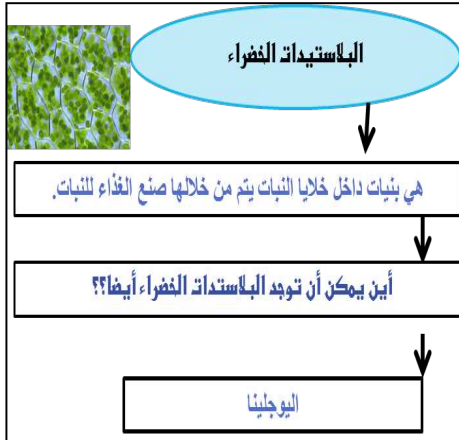 البلاستيدات الخضراء
هي بنيات داخل خلايا النبات يتم من خلالها صنع الغذاء للنبات.
أين يمكن أن توجد البلاستدات الخضراء أيضا؟؟
اليوجلينا